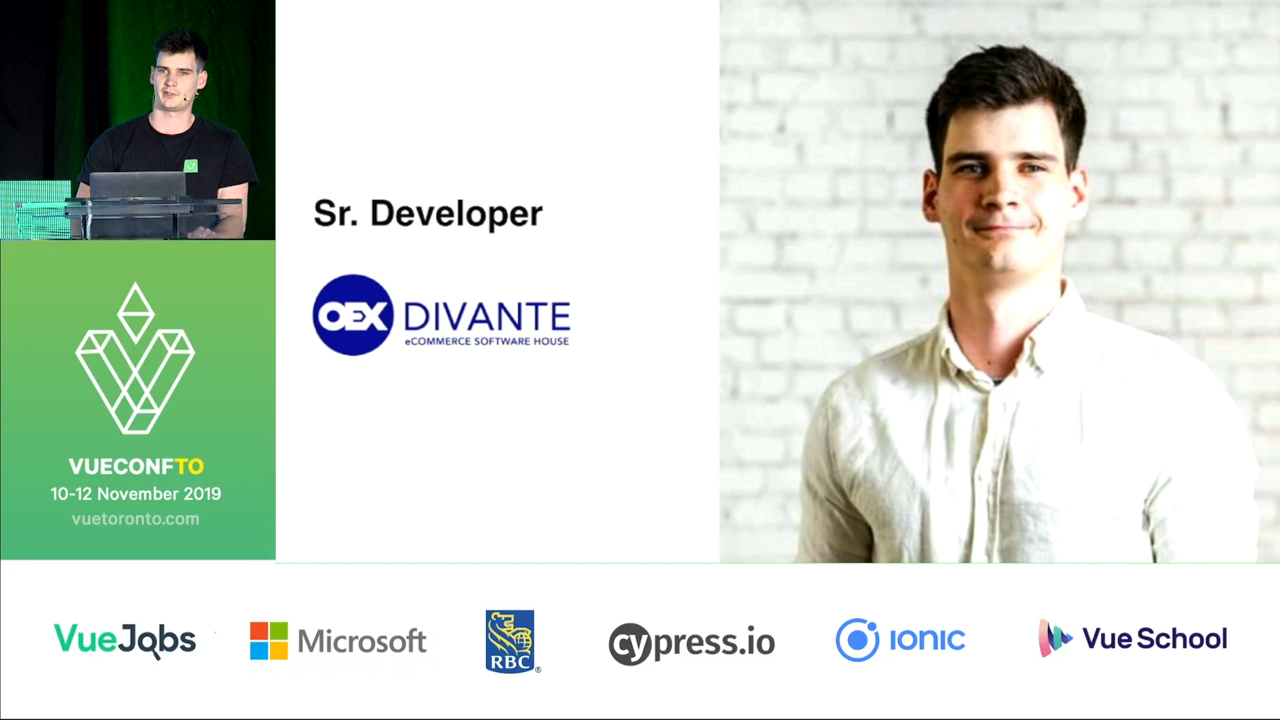 Sr. Developer
OEX DIVANTE
eCOMMERCE SOFTWARE HOUSE
VUECONFTO
10-12 November 2019
vuetoronto.com
VueJobs
Microsoft
RBC
®
cypress.io
IONIC
Vue School